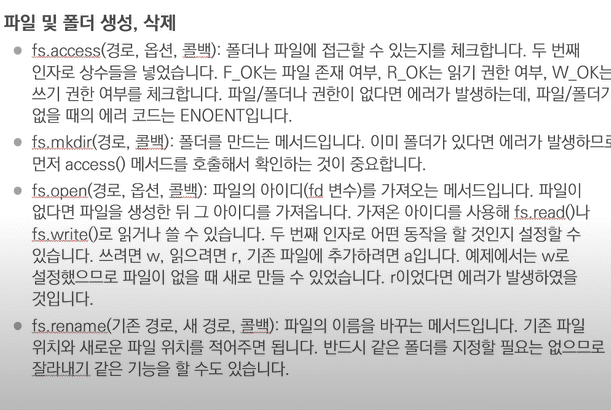 파일 및 폴더 생성, 삭제
● fs.access(경로, 옵션, 콜백): 폴더나 파일에 접근할 수 있는지를 체크합니다. 두 번째
인자로 상수들을 넣었습니다. F_OK는 파일 존재 여부, R_OK는 읽기 권한 여부, W_OK는
쓰기 권한 여부를 체크합니다. 파일/폴더나 권한이 없다면 에러가 발생하는데, 파일/폴더가
없을 때의 에러 코드는 ENOENT입니다.
● fs.mkdir(경로, 콜백): 폴더를 만드는 메서드입니다. 이미 폴더가 있다면 에러가 발생하므로
먼저 access() 메서드를 호출해서 확인하는 것이 중요합니다.
● fs.open(경로, 옵션, 콜백): 파일의 아이디(fd 변수)를 가져오는 메서드입니다. 파일이
없다면 파일을 생성한 뒤 그 아이디를 가져옵니다. 가져온 아이디를 사용해 fs.read()나
fs.write()로 읽거나 쓸 수 있습니다. 두 번째 인자로 어떤 동작을 할 것인지 설정할 수
있습니다. 쓰려면 w, 읽으려면 r, 기존 파일에 추가하려면 a입니다. 예제에서는 w로
설정했으므로 파일이 없을 때 새로 만들 수 있었습니다. r이었다면 에러가 발생하였을
것입니다.
● fs.rename(기존 경로, 새 경로, 콜백): 파일의 이름을 바꾸는 메서드입니다. 기존 파일
위치와 새로운 파일 위치를 적어주면 됩니다. 반드시 같은 폴더를 지정할 필요는 없으므로
잘라내기 같은 기능을 할 수도 있습니다.